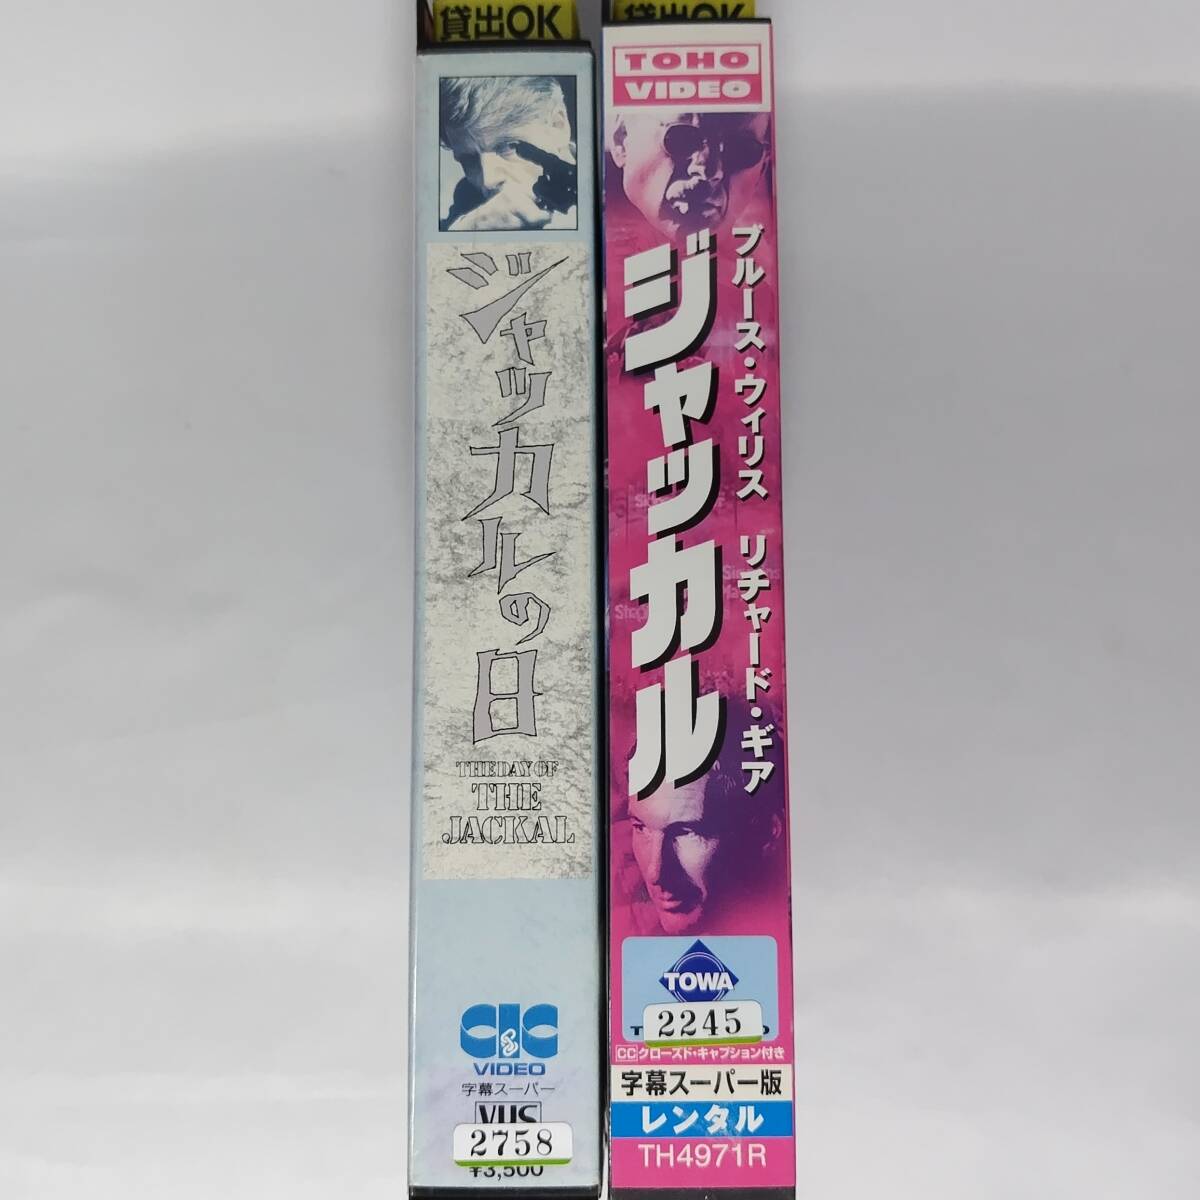 貸出OK
ジャッカルの日
THE DAY OF
THE
JACKAL
CIC
VIDEO
字幕スーパー
VHS
2758
¥3,500
貸出OK
TOHO
VIDEO
ブルース・ウィリス リチャード・ギア
ジャッカル
TOWA
2245
CC クローズド・キャプション付き
字幕スーパー版
レンタル
TH4971R